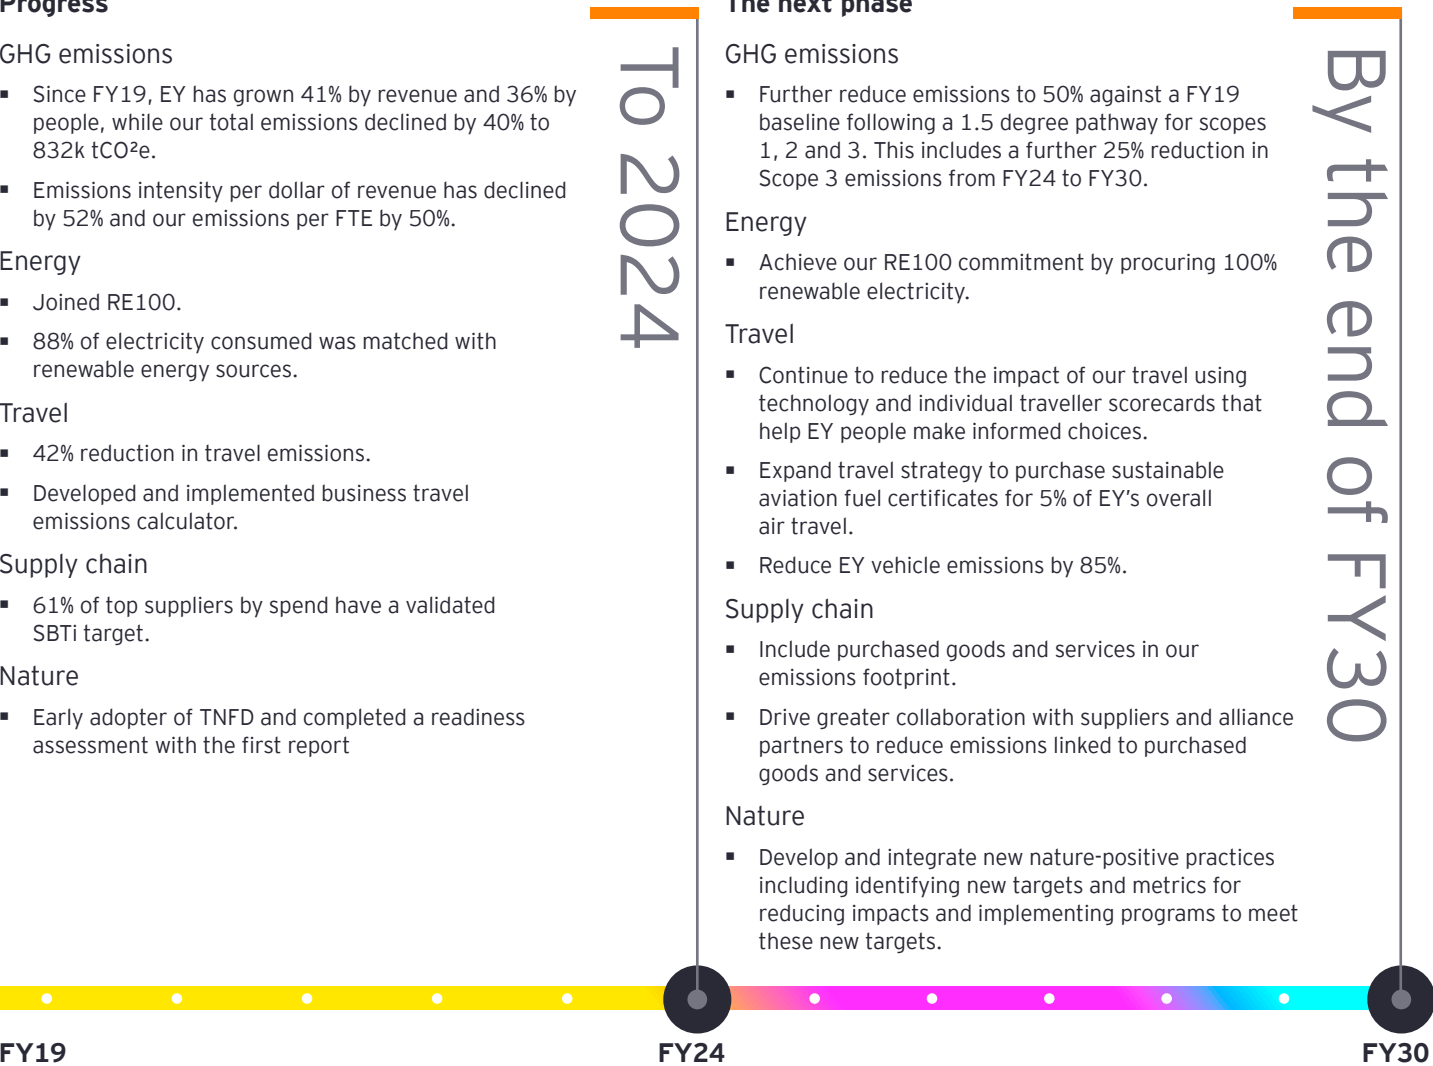 Progress
GHG emissions
▪ Since FY19, EY has grown 41% by revenue and 36% by
people, while our total emissions declined by 40% to
832k tCO²e.
▪ Emissions intensity per dollar of revenue has declined
by 52% and our emissions per FTE by 50%.
Energy
▪ Joined RE100.
▪ 88% of electricity consumed was matched with
renewable energy sources.
Travel
▪ 42% reduction in travel emissions.
▪ Developed and implemented business travel
emissions calculator.
Supply chain
▪ 61% of top suppliers by spend have a validated
SBTi target.
Nature
▪ Early adopter of TNFD and completed a readiness
assessment with the first report
To 2024
The next phase
GHG emissions
▪ Further reduce emissions to 50% against a FY19
baseline following a 1.5 degree pathway for scopes
1, 2 and 3. This includes a further 25% reduction in
Scope 3 emissions from FY24 to FY30.
Energy
▪ Achieve our RE100 commitment by procuring 100%
renewable electricity.
Travel
▪ Continue to reduce the impact of our travel using
technology and individual traveller scorecards that
help EY people make informed choices.
▪ Expand travel strategy to purchase sustainable
aviation fuel certificates for 5% of EY’s overall
air travel.
▪ Reduce EY vehicle emissions by 85%.
Supply chain
▪ Include purchased goods and services in our
emissions footprint.
▪ Drive greater collaboration with suppliers and alliance
partners to reduce emissions linked to purchased
goods and services.
Nature
▪ Develop and integrate new nature-positive practices
including identifying new targets and metrics for
reducing impacts and implementing programs to meet
these new targets.
By the end of FY30
FY19
FY24
FY30